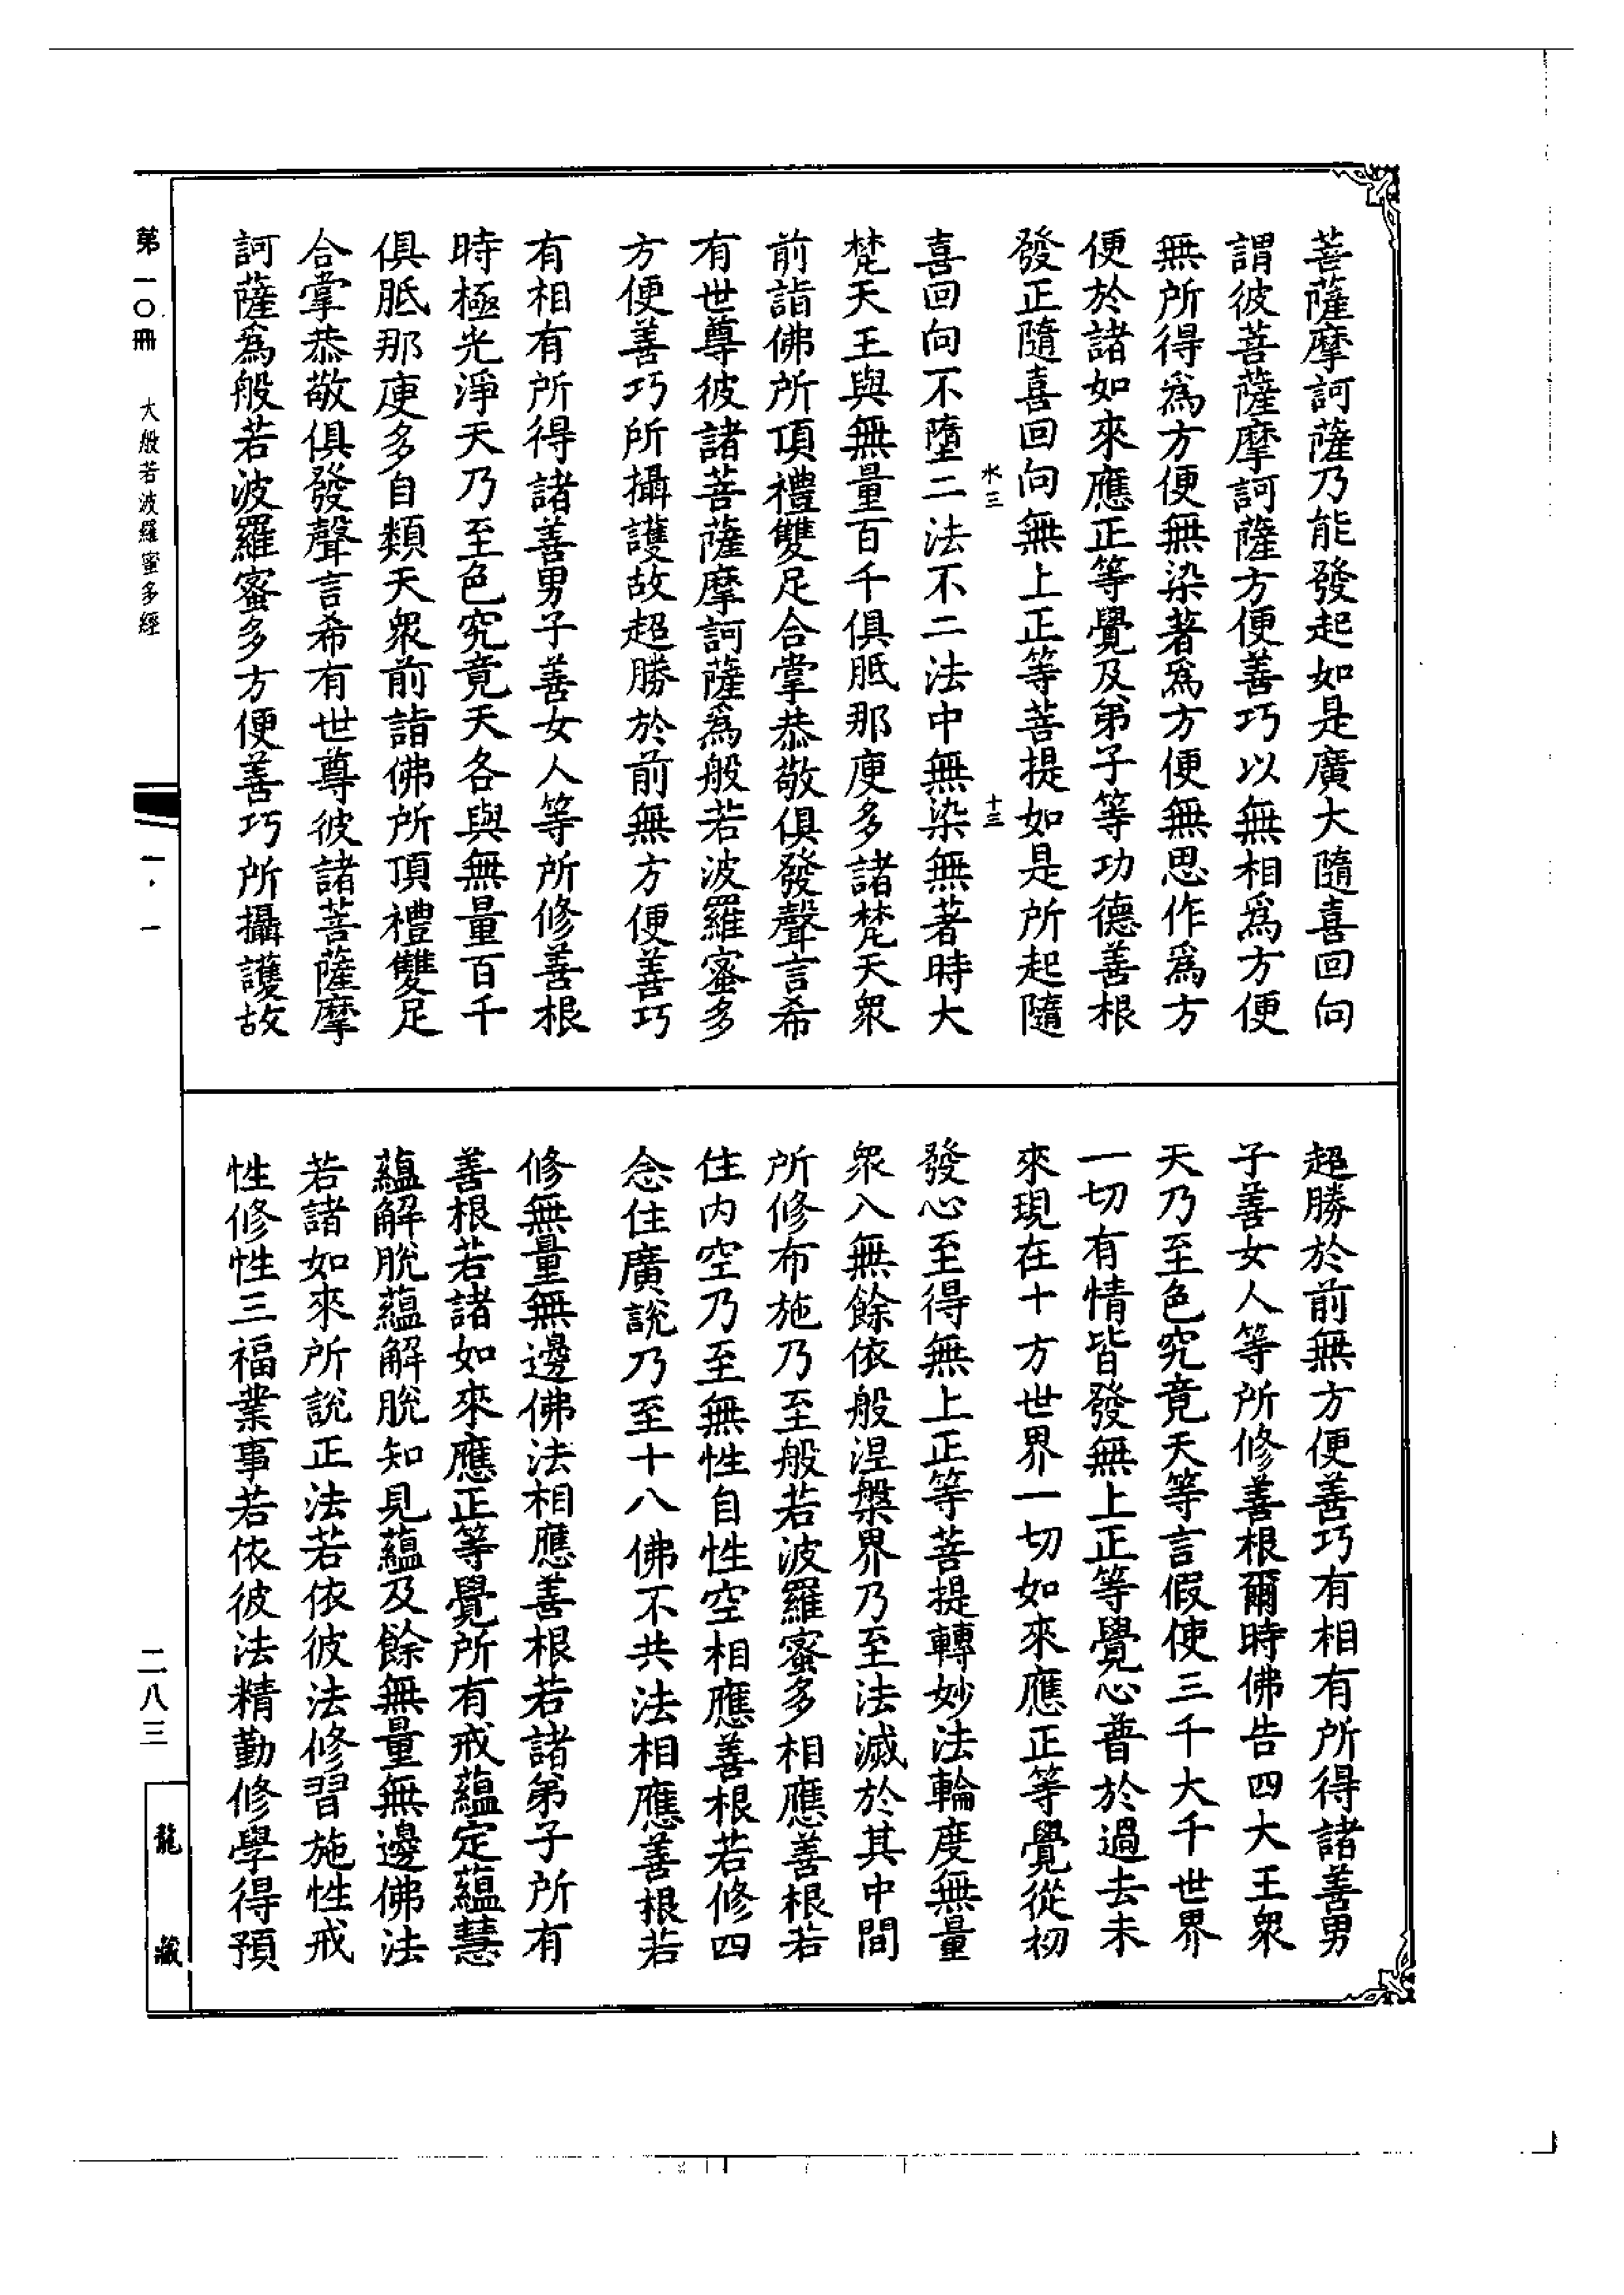 菩薩摩訶薩乃能發起如是廣大隨喜回向
謂彼菩薩摩訶薩方便善巧以無相爲方便
無所得爲方便無染著爲方便無思作爲方
便於諸如來應正等覺及弟子等功德善根
發正隨喜回向無上正等菩提如是所起隨
水三
十三
喜回向不墮二法不二法中無染無著時大
梵天王與無量百千俱胝那庾多諸梵天眾
前詣佛所頂禮雙足合掌恭敬俱發聲言希
有世尊彼諸菩薩摩訶薩爲般若波羅蜜多
方便善巧所攝護故超勝於前無方便善巧
有相有所得諸善男子善女人等所修善根
時極光淨天乃至色究竟天各與無量百千
俱胝那庾多自類天眾前詣佛所頂禮雙足
合掌恭敬俱發聲言希有世尊彼諸菩薩摩
訶薩爲般若波羅蜜多方便善巧所攝護故
超勝於前無方便善巧有相有所得諸善男
子善女人等所修善根爾時佛告四大王眾
天乃至色究竟天等言假使三千大千世界
一切有情皆發無上正等覺心普於過去未
來現在十方世界一切如來應正等覺從初
發心至得無上正等菩提轉妙法輪度無量
眾入無餘依般涅槃界乃至法滅於其中間
所修布施乃至般若波羅蜜多相應善根若
住內空乃至無性自性空相應善根若修四
念住廣說乃至十八佛不共法相應善根若
修無量無邊佛法相應善根若諸弟子所有
善根若諸如來應正等覺所有戒蘊定蘊慧
蘊解脫蘊解脫知見蘊及餘無量無邊佛法
若諸如來所說正法若依彼法修習施性戒
性修性三福業事若依彼法精勤修學得預
第一〇冊
大般若波羅蜜多經
一·一
二八三
龍藏